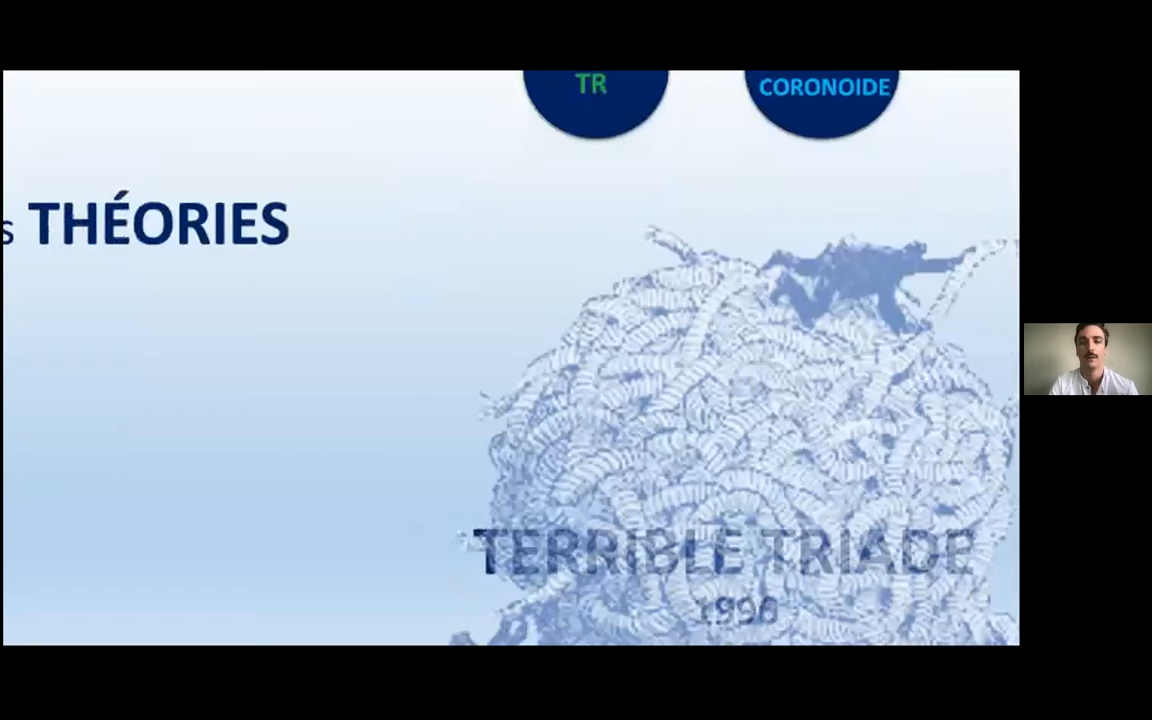 TR
CORONOIDE
s THÉORIES
TERRIBLE TRIADE
1996